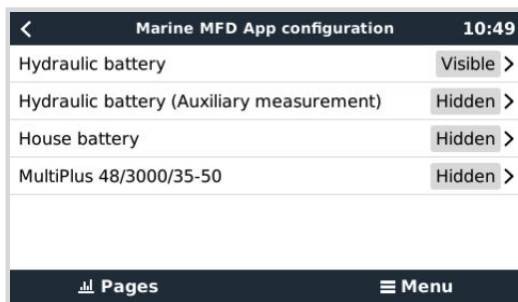 Marine MFD App configuration 10:49
Hydraulic battery Visible
Hydraulic battery (Auxiliary measurement) Hidden
House battery Hidden
MultiPlus 48/3000/35-50 Hidden
Pages Menu